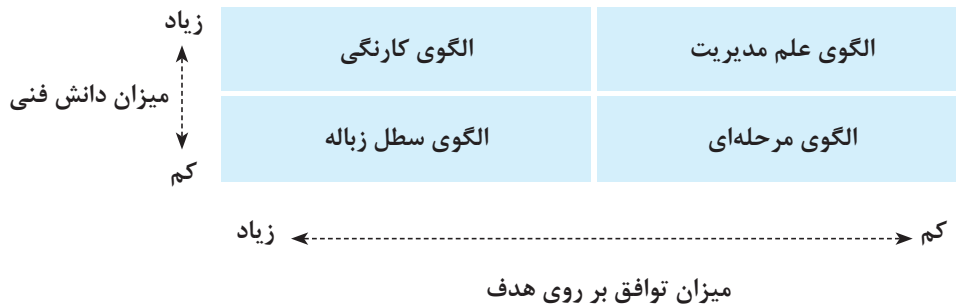 زیاد
میزان دانش فنی
کم
الگوی علم مدیریت
الگوی کارنگی
الگوی مرحله‌ای
الگوی سطل زباله
کم
زیاد
میزان توافق بر روی هدف